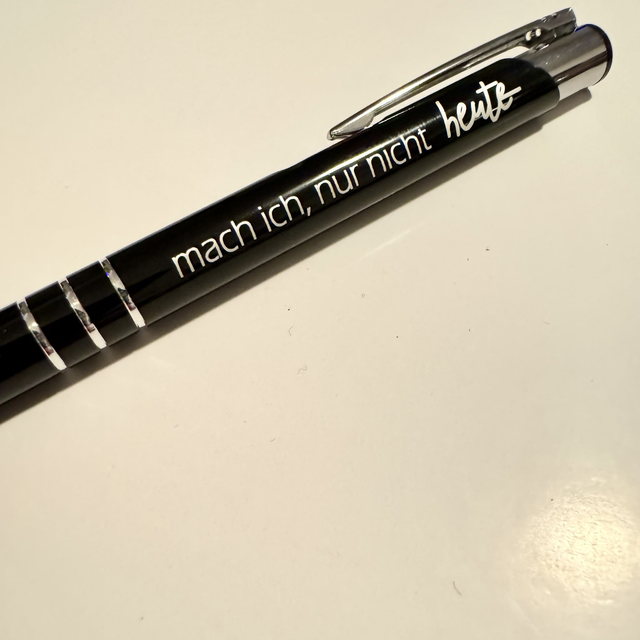 mach ich, nur nicht heute